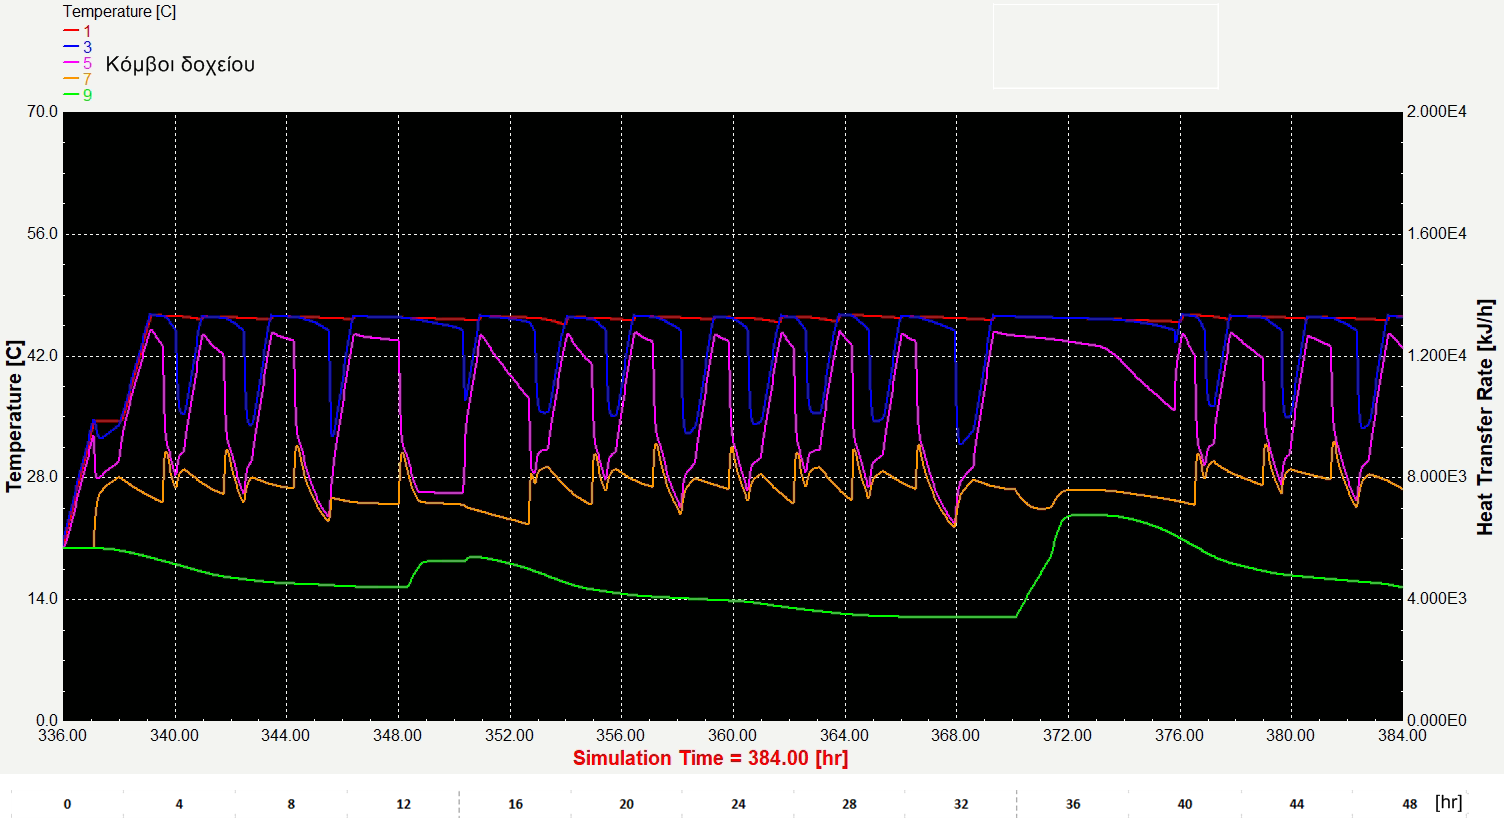 Temperature [C]
1
3
5 Κόμβοι δοχείου
7
9
70.0 2.000E4
56.0 1.600E4
42.0 1.200E4
28.0 8.000E3
14.0 4.000E3
0.0 0.000E0
Temperature [C]
Heat Transfer Rate [kJ/h]
336.00 340.00 344.00 348.00 352.00 356.00 360.00 364.00 368.00 372.00 376.00 380.00 384.00
Simulation Time = 384.00 [hr]
0 4 8 12 16 20 24 28 32 36 40 44 48 [hr]